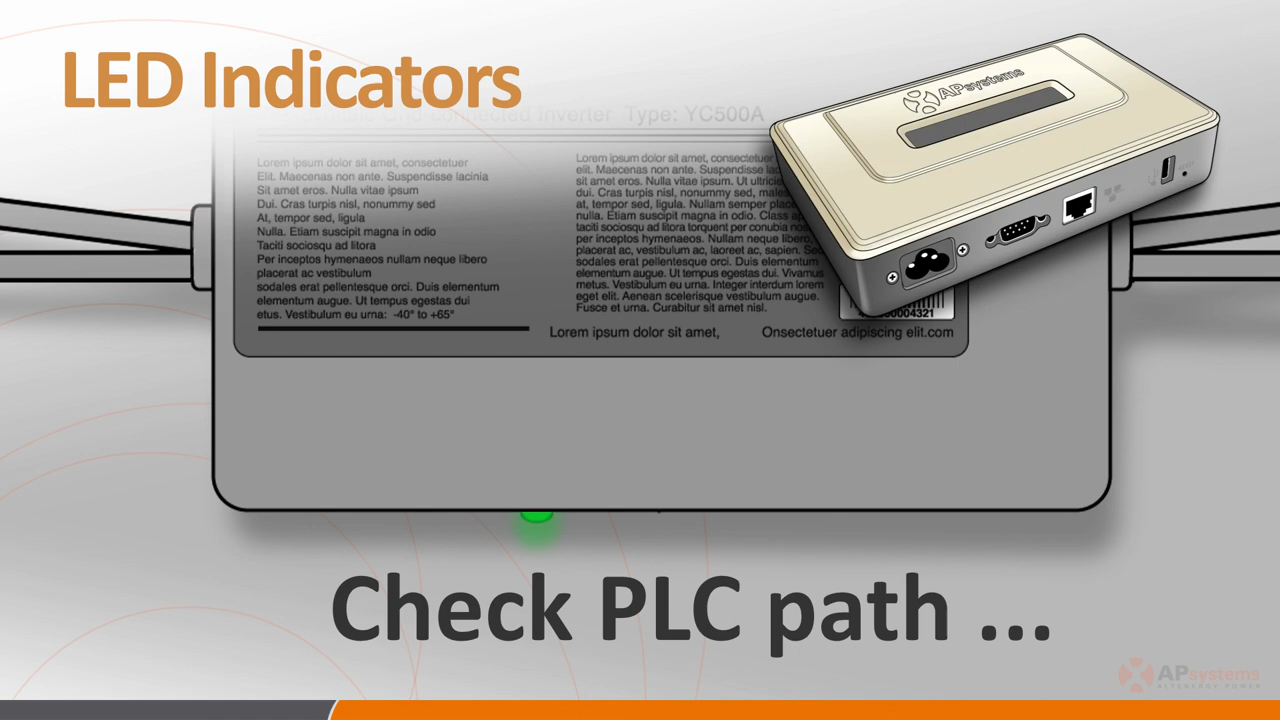 LED Indicators
Inverter Type: YC500A
Lorem ipsum dolor sit amet, consectetuer
Elit. Maecenas non ante. Suspendisse lacinia
Sit amet eros. Nulla vitae ipsum
Dui. Cras turpis nisl, nonummy sed
At, tempor sed, ligula
Nulla. Etiam suscipit magna in odio
Taciti sociosqu ad litora
Per inceptos hymenaeos nullam neque libero
placerat ac vestibulum
sodales erat pellentesque orci. Duis elementum
elementum augue. Ut tempus egestas dui
etus. Vestibulum eu urna: -40° to +65°
Lorem ipsum dolor sit amet, consectetuer
elit. Maecenas non ante. Suspendisse
sit amet eros. Nulla vitae ipsum. Ut
dui. Cras turpis nisl, nonummy sed,
at, tempor sed, ligula. Nullam semper
nulla. Etiam suscipit magna in odio. Class
taciti sociosqu ad litora torquent per conubia
per inceptos hymenaeos. Nullam neque libero,
placerat ac, vestibulum ac, laoreet ac, sapien.
sodales erat pellentesque orci. Duis elementum
elementum augue. Ut tempus egestas dui. Vivamus
metus. Vestibulum eu urna. Integer interdum lorem
eget elit. Aenean scelerisque vestibulum augue.
Fusce et urna. Curabitur sit amet nisl.
Lorem ipsum dolor sit amet, Onsectetuer adipiscing elit.com
APsystems
Check PLC path ...
APsystems
ALTENERGY POWER